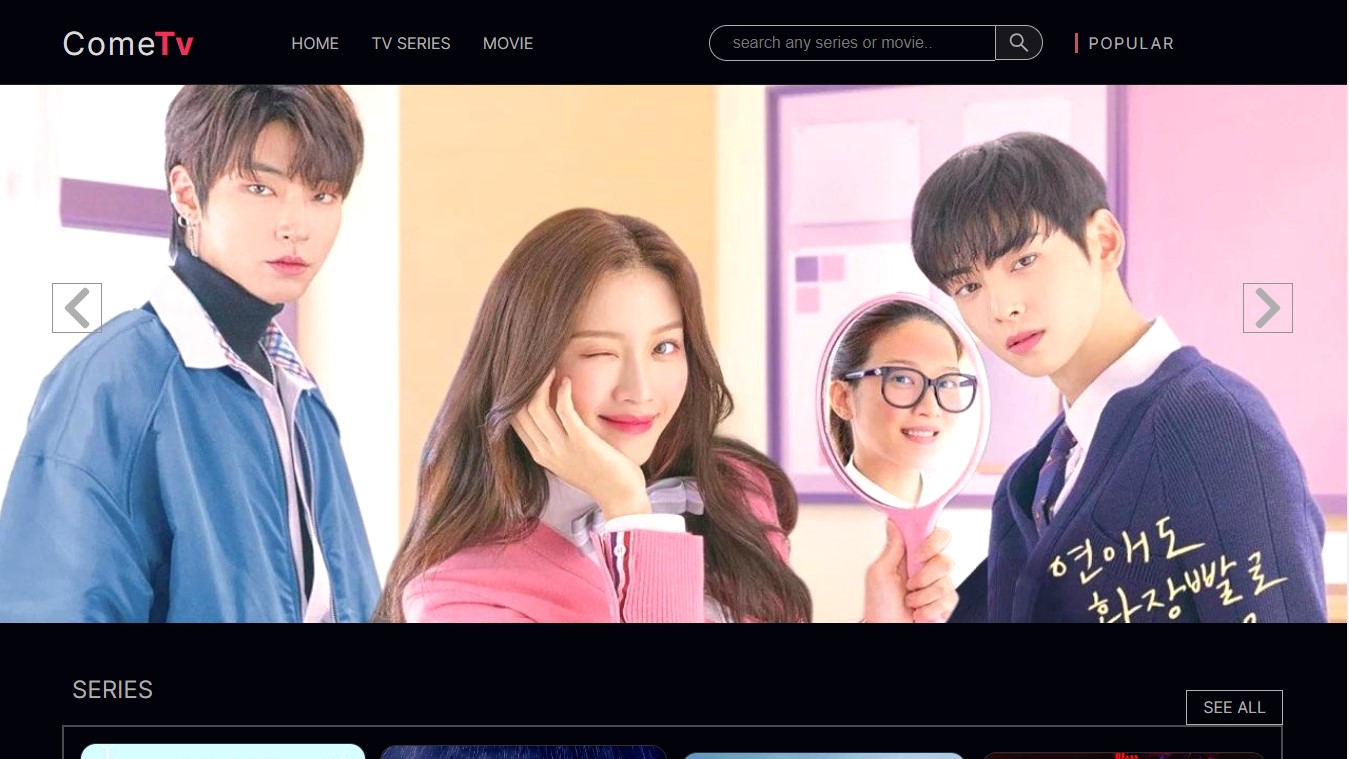 ComeTv
HOME
TV SERIES
MOVIE
search any series or movie..
POPULAR
연애도
화장빨로
SERIES
SEE ALL